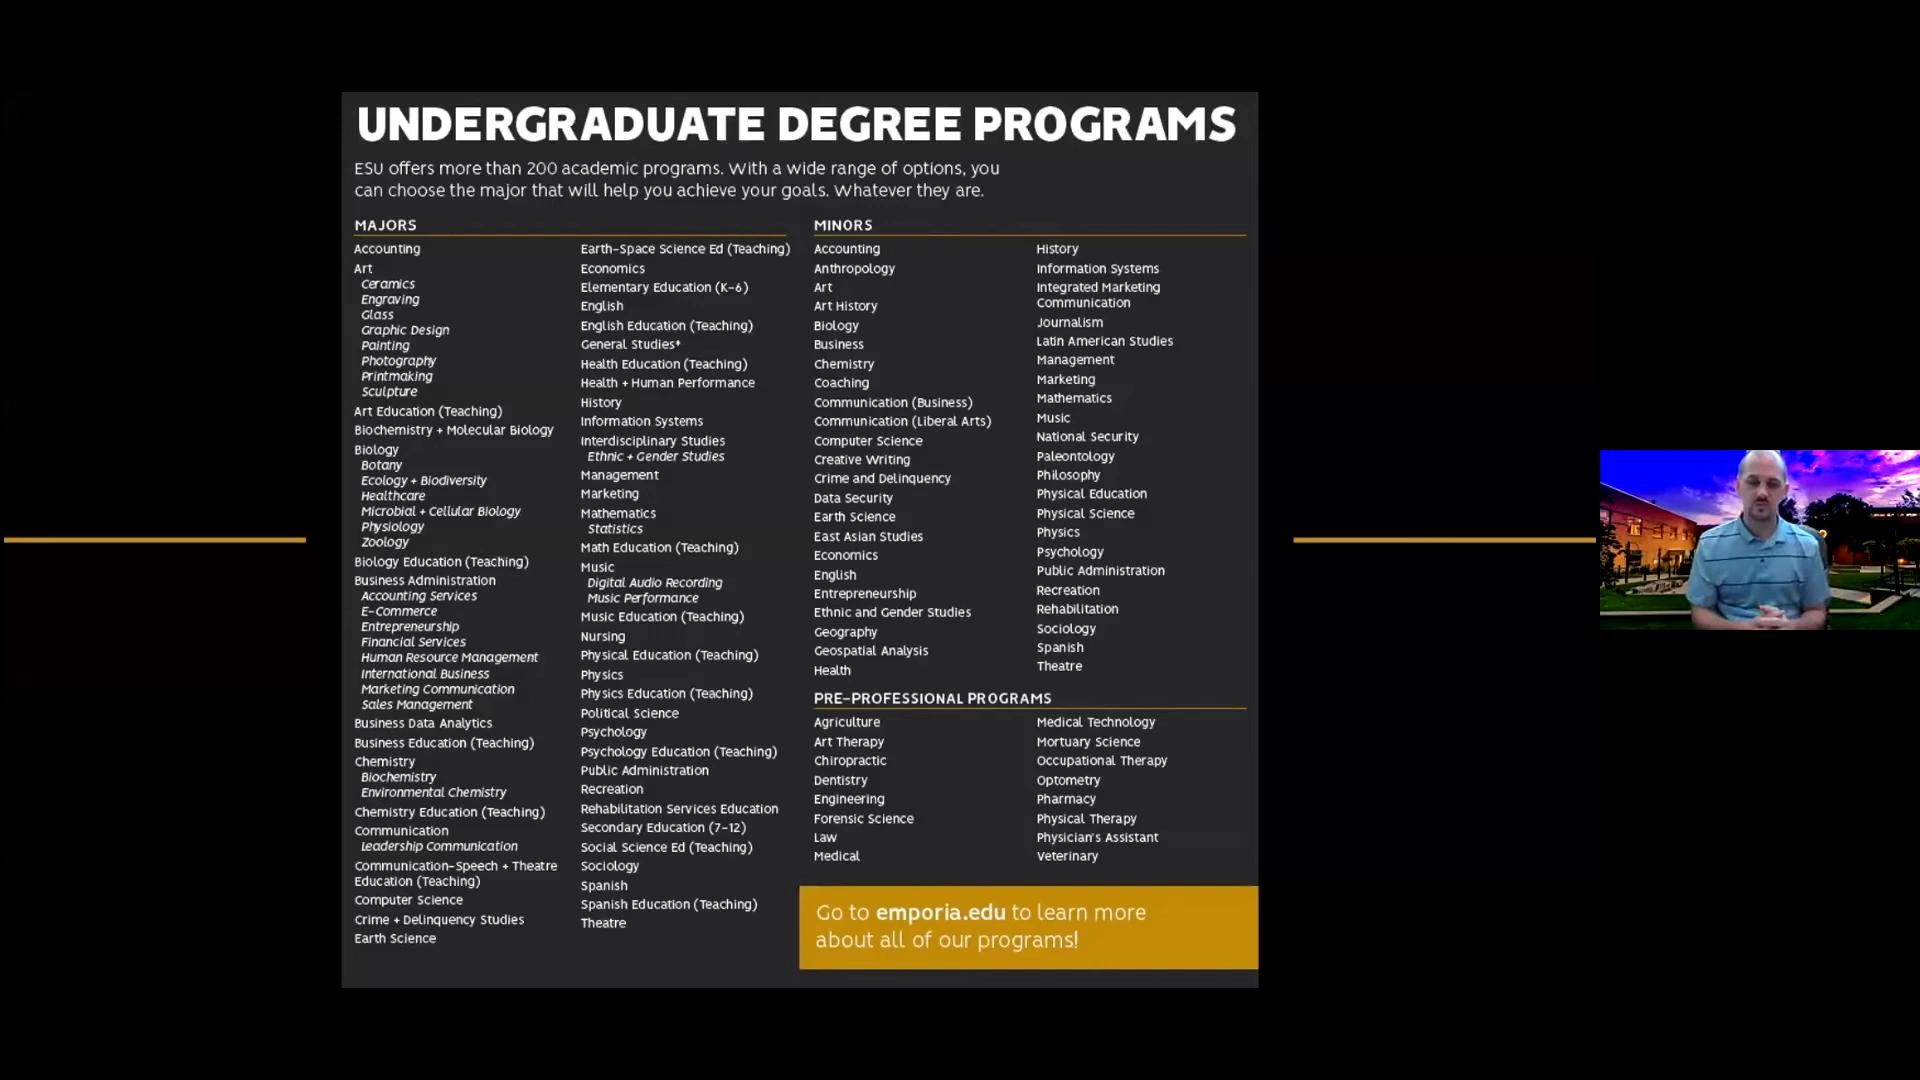 UNDERGRADUATE DEGREE PROGRAMS
ESU offers more than 200 academic programs. With a wide range of options, you
can choose the major that will help you achieve your goals. Whatever they are.
MAJORS
Accounting
Art
Ceramics
Engraving
Glass
Graphic Design
Painting
Photography
Printmaking
Sculpture
Art Education (Teaching)
Biochemistry + Molecular Biology
Biology
Botany
Ecology + Biodiversity
Healthcare
Microbial + Cellular Biology
Physiology
Zoology
Biology Education (Teaching)
Business Administration
Accounting Services
E-Commerce
Entrepreneurship
Financial Services
Human Resource Management
International Business
Marketing Communication
Sales Management
Business Data Analytics
Business Education (Teaching)
Chemistry
Biochemistry
Environmental Chemistry
Chemistry Education (Teaching)
Communication
Leadership Communication
Communication-Speech + Theatre
Education (Teaching)
Computer Science
Crime + Delinquency Studies
Earth Science
Earth-Space Science Ed (Teaching)
Economics
Elementary Education (K-6)
English
English Education (Teaching)
General Studies*
Health Education (Teaching)
Health + Human Performance
History
Information Systems
Interdisciplinary Studies
Ethnic + Gender Studies
Management
Marketing
Mathematics
Statistics
Math Education (Teaching)
Music
Digital Audio Recording
Music Performance
Music Education (Teaching)
Nursing
Physical Education (Teaching)
Physics
Physics Education (Teaching)
Political Science
Psychology
Psychology Education (Teaching)
Public Administration
Recreation
Rehabilitation Services Education
Secondary Education (7-12)
Social Science Ed (Teaching)
Sociology
Spanish
Spanish Education (Teaching)
Theatre
MINORS
Accounting
Anthropology
Art
Art History
Biology
Business
Chemistry
Coaching
Communication (Business)
Communication (Liberal Arts)
Computer Science
Creative Writing
Crime and Delinquency
Data Security
Earth Science
East Asian Studies
Economics
English
Entrepreneurship
Ethnic and Gender Studies
Geography
Geospatial Analysis
Health
History
Information Systems
Integrated Marketing
Communication
Journalism
Latin American Studies
Management
Marketing
Mathematics
Music
National Security
Paleontology
Philosophy
Physical Education
Physical Science
Physics
Psychology
Public Administration
Recreation
Rehabilitation
Sociology
Spanish
Theatre
PRE-PROFESSIONAL PROGRAMS
Agriculture
Art Therapy
Chiropractic
Dentistry
Engineering
Forensic Science
Law
Medical
Medical Technology
Mortuary Science
Occupational Therapy
Optometry
Pharmacy
Physical Therapy
Physician's Assistant
Veterinary
Go to emporia.edu to learn more
about all of our programs!